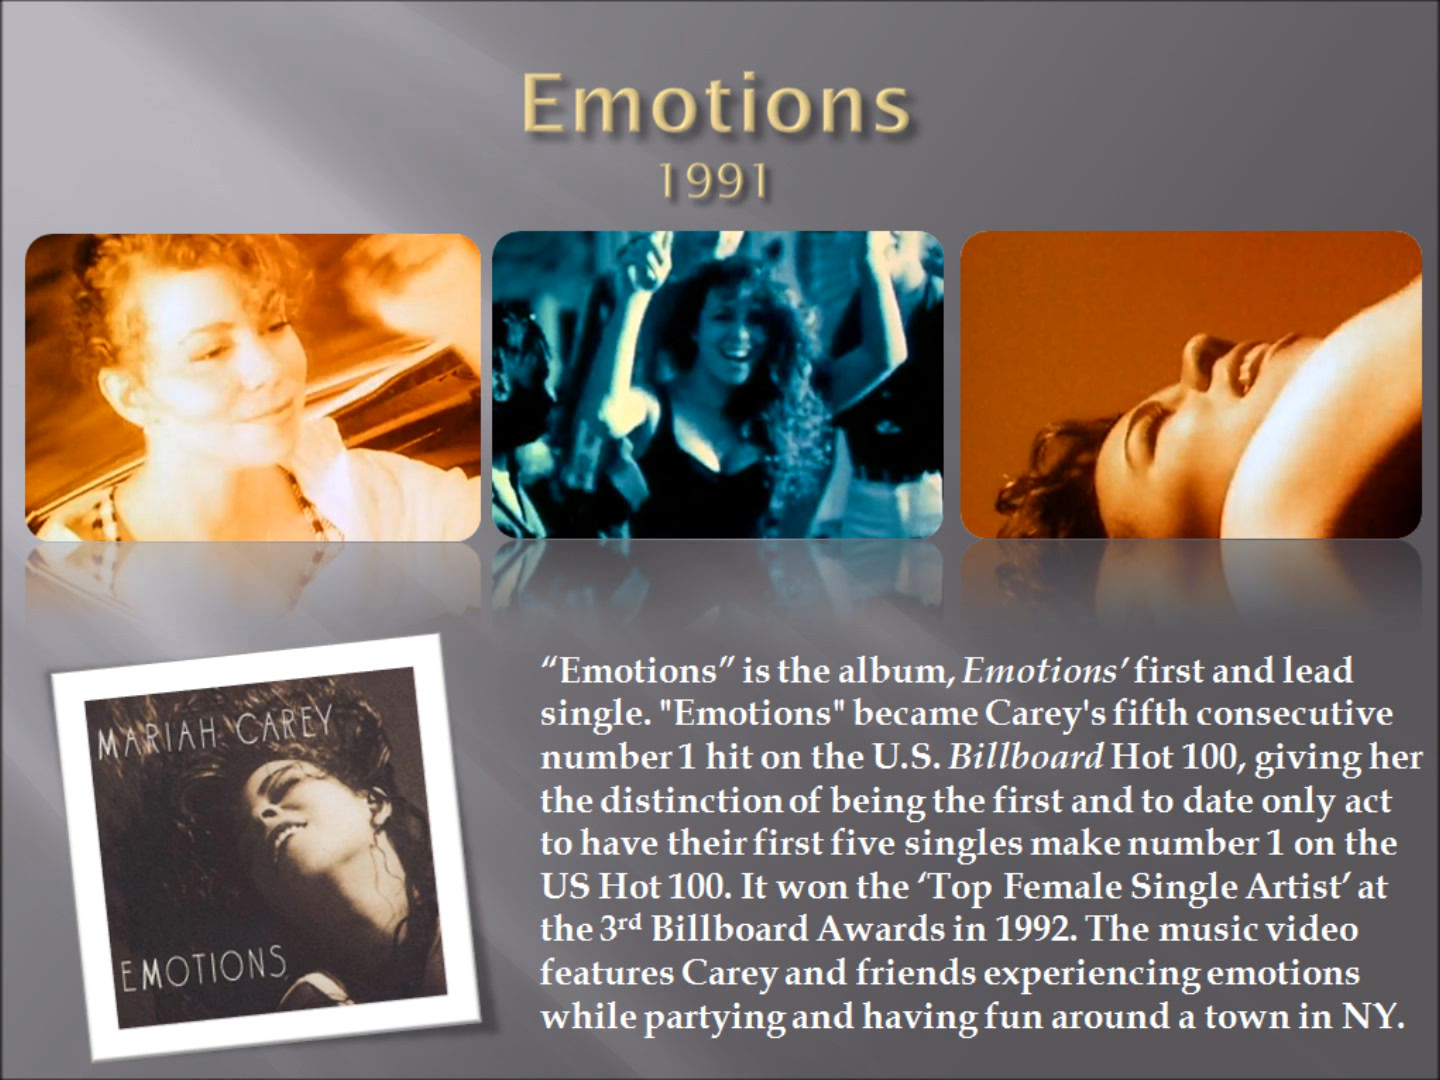 Emotions
1991
MARIAH CAREY
EMOTIONS
“Emotions” is the album, Emotions’ first and lead
single. "Emotions" became Carey's fifth consecutive
number 1 hit on the U.S. Billboard Hot 100, giving her
the distinction of being the first and to date only act
to have their first five singles make number 1 on the
US Hot 100. It won the ‘Top Female Single Artist’ at
the 3rd Billboard Awards in 1992. The music video
features Carey and friends experiencing emotions
while partying and having fun around a town in NY.